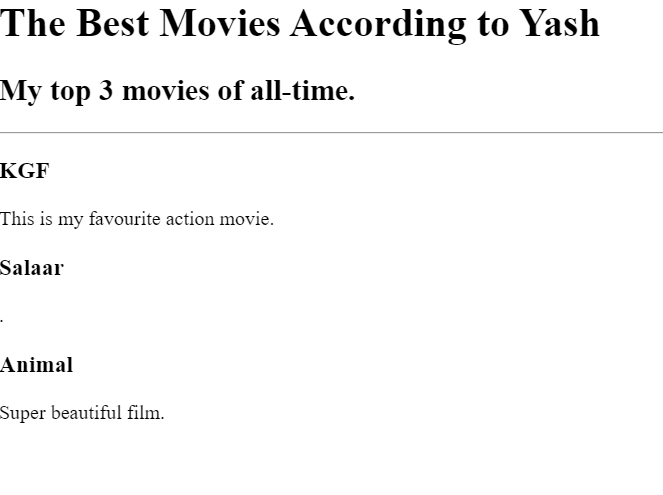 The Best Movies According to Yash
My top 3 movies of all-time.
KGF
This is my favourite action movie.
Salaar
.
Animal
Super beautiful film.